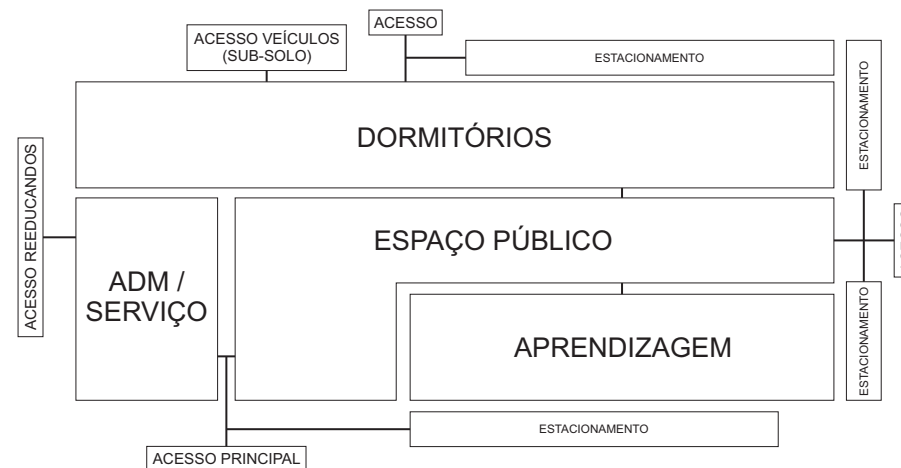 ACESSO
ACESSO VEÍCULOS
(SUB-SOLO)
ESTACIONAMENTO
ESTACIONAMENTO
DORMITÓRIOS
ACESSO REEDUCANDOS
ESPAÇO PÚBLICO
ADM /
SERVIÇO
APRENDIZAGEM
ESTACIONAMENTO
ESTACIONAMENTO
ACESSO PRINCIPAL